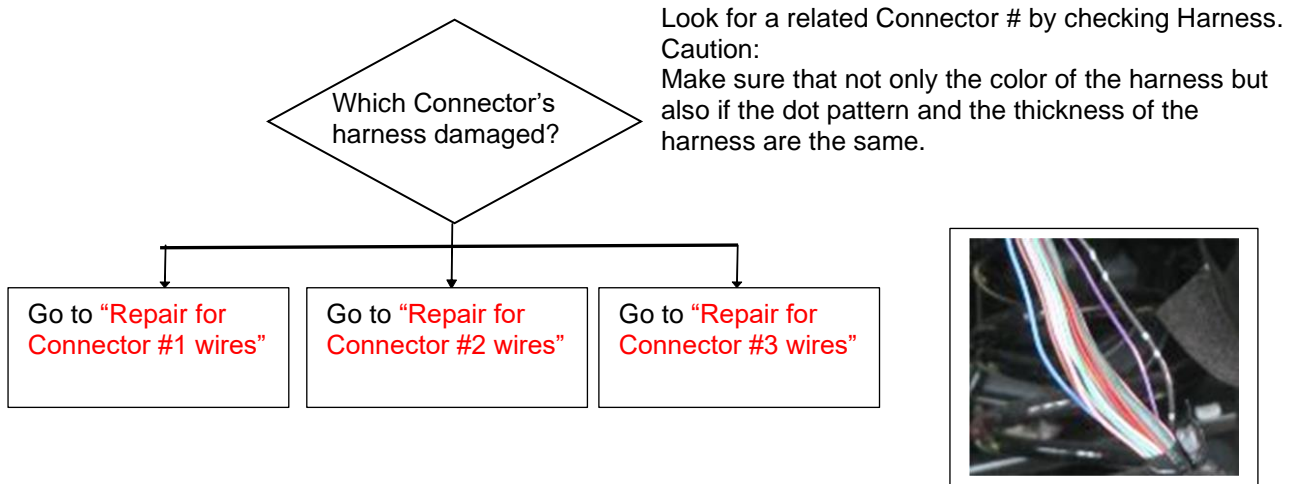 Look for a related Connector # by checking Harness.
Caution:
Make sure that not only the color of the harness but
also if the dot pattern and the thickness of the
harness are the same.
Which Connector’s
harness damaged?
Go to “Repair for
Connector #1 wires”
Go to “Repair for
Connector #2 wires”
Go to “Repair for
Connector #3 wires”